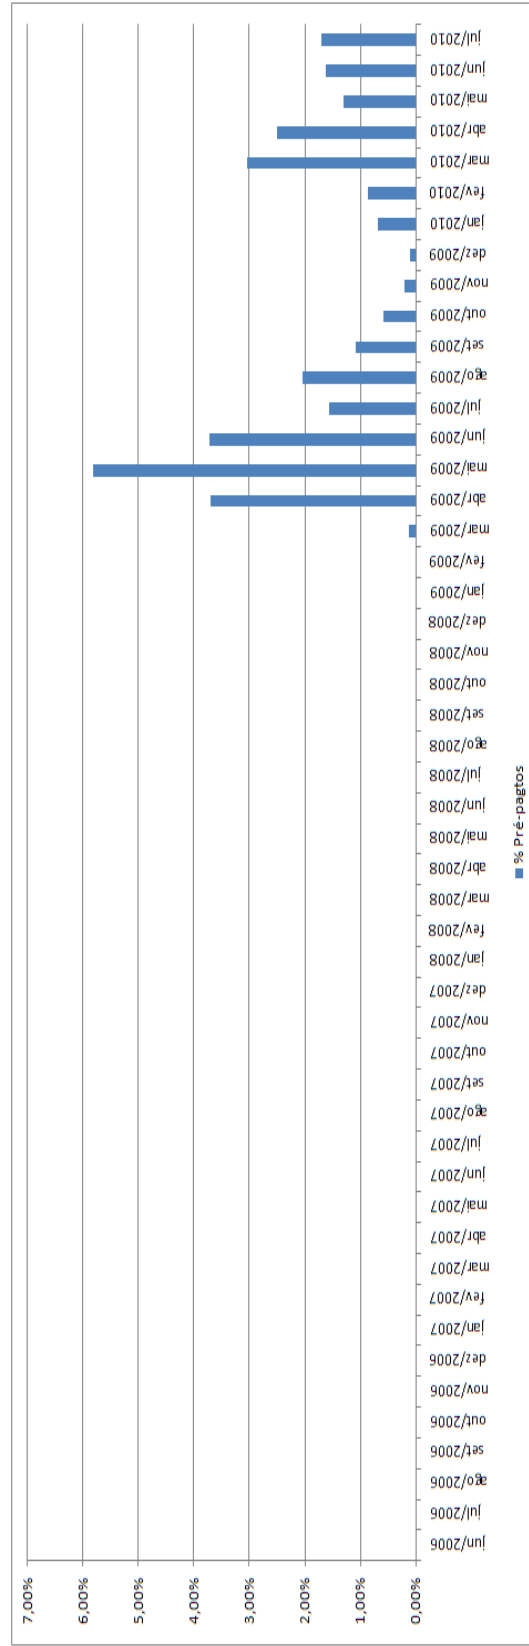 7,00%
6,00%
5,00%
4,00%
3,00%
2,00%
1,00%
0,00%
jun/2006
jul/2006
ago/2006
set/2006
out/2006
nov/2006
dez/2006
jan/2007
fev/2007
mar/2007
abr/2007
mai/2007
jun/2007
jul/2007
ago/2007
set/2007
out/2007
nov/2007
dez/2007
jan/2008
fev/2008
mar/2008
abr/2008
mai/2008
jun/2008
jul/2008
ago/2008
set/2008
out/2008
nov/2008
dez/2008
jan/2009
fev/2009
mar/2009
abr/2009
mai/2009
jun/2009
jul/2009
ago/2009
set/2009
out/2009
nov/2009
dez/2009
jan/2010
fev/2010
mar/2010
abr/2010
mai/2010
jun/2010
jul/2010
% Pré-pagtos